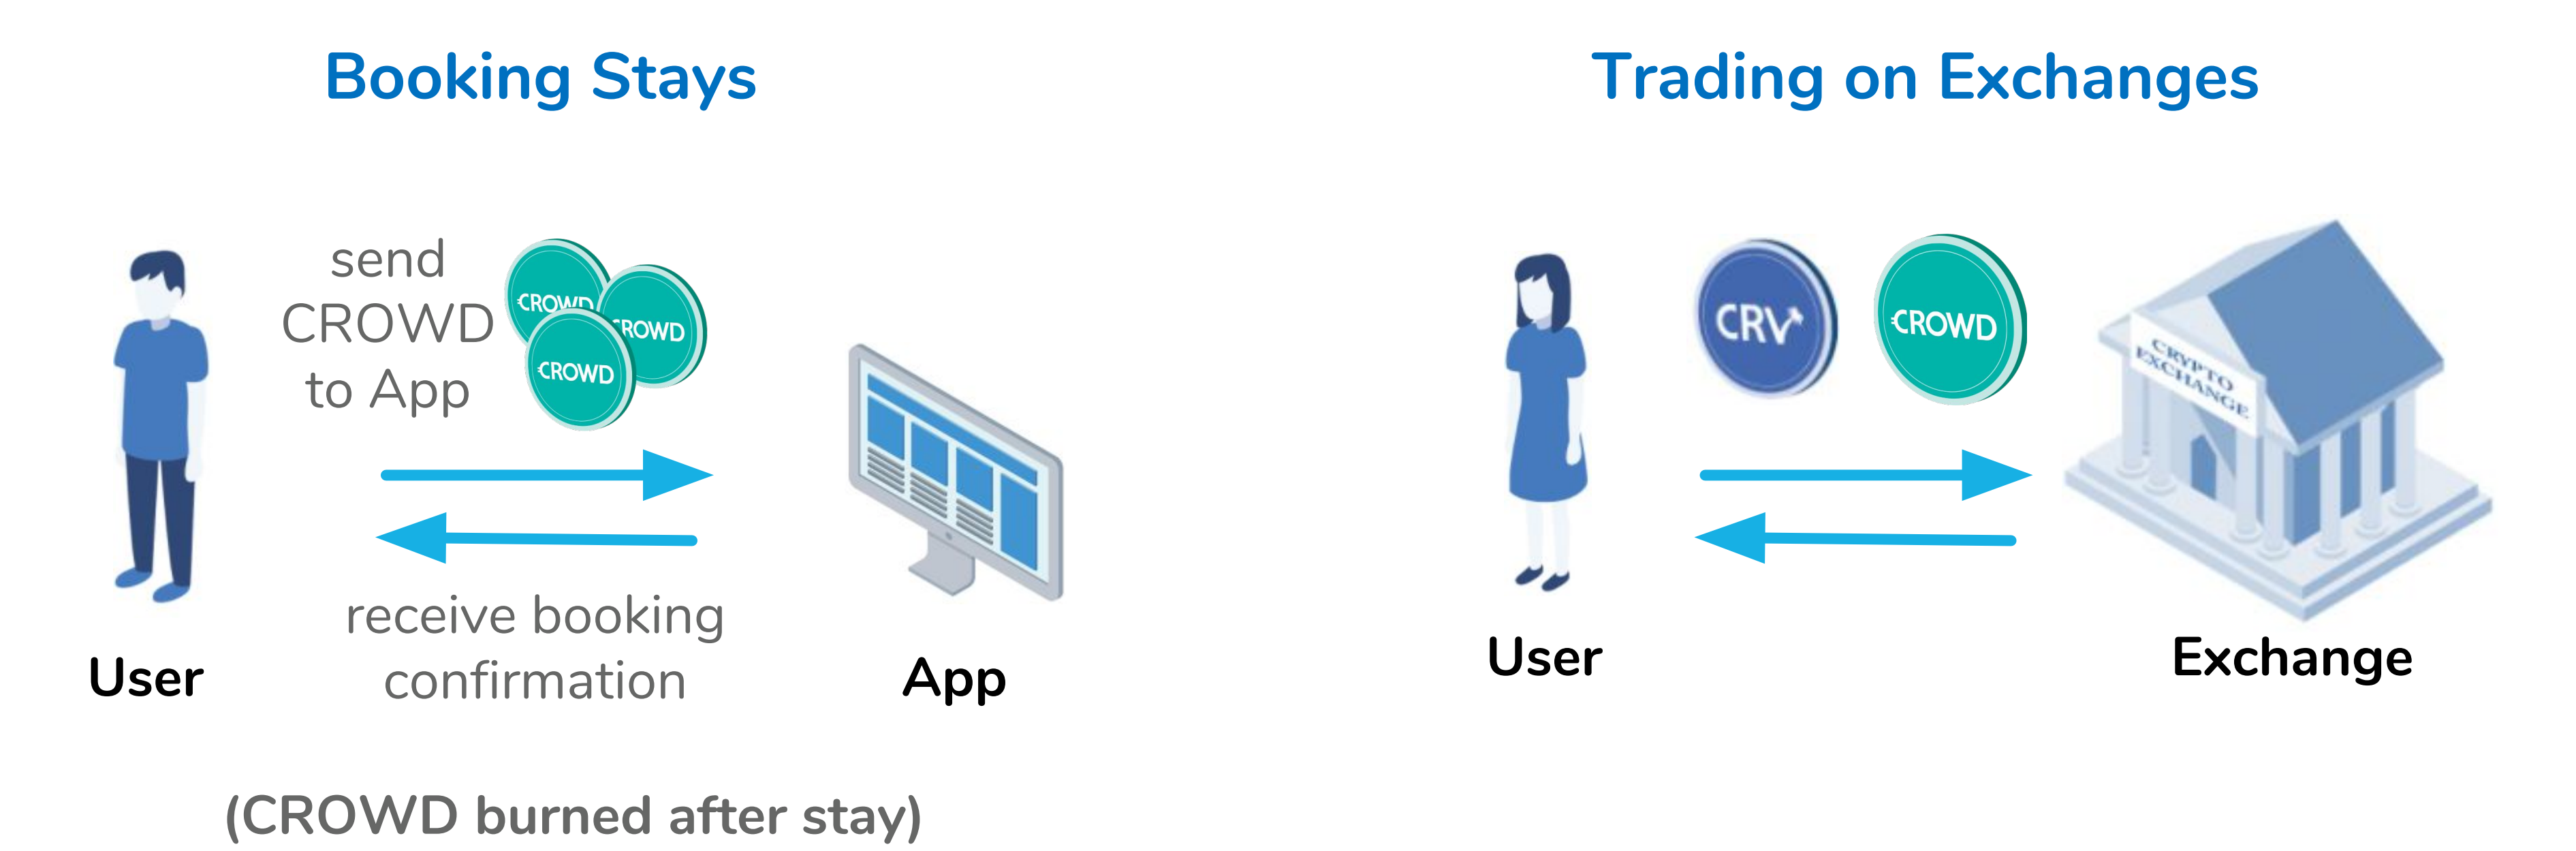 Booking Stays
Trading on Exchanges
send
CROWD
to App
CROWD
CROWD
CROWD
receive booking
confirmation
User
App
(CROWD burned after stay)
CRV
CROWD
CRYPTO
EXCHANGE
User
Exchange